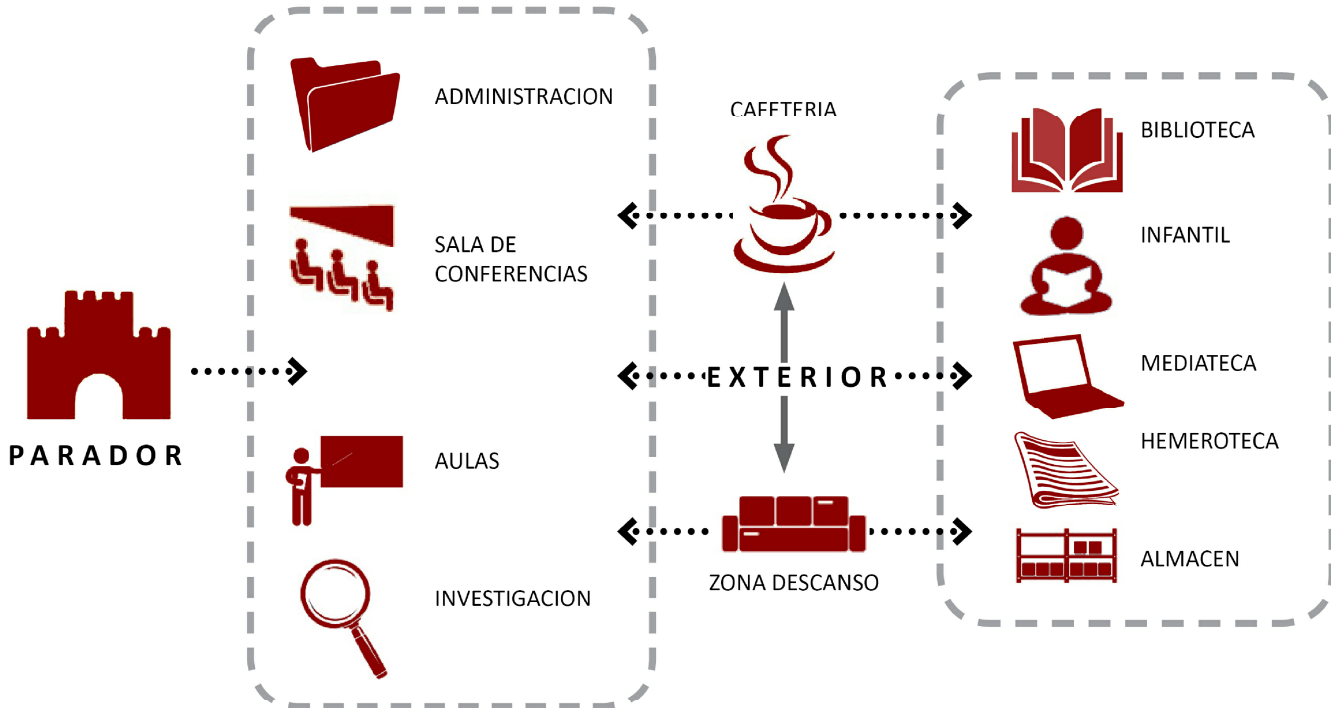 PARADOR
ADMINISTRACION
SALA DE
CONFERENCIAS
AULAS
INVESTIGACION
CAFETERIA
EXTERIOR
ZONA DESCANSO
BIBLIOTECA
INFANTIL
MEDIATECA
HEMEROTECA
ALMACEN